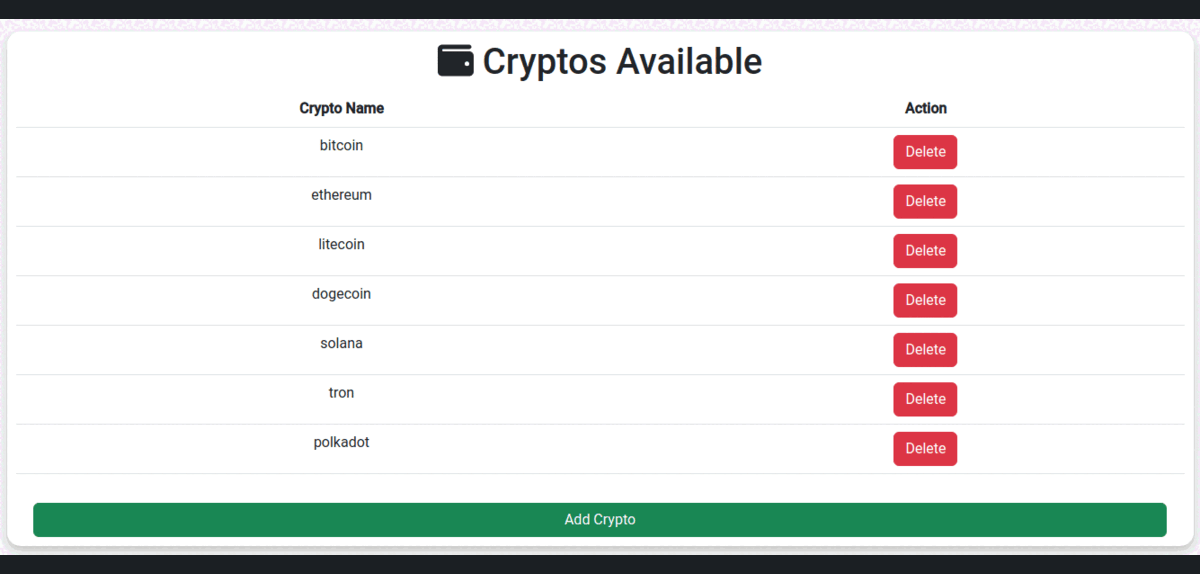 Cryptos Available
Crypto Name Action
bitcoin Delete
ethereum Delete
litecoin Delete
dogecoin Delete
solana Delete
tron Delete
polkadot Delete
Add Crypto